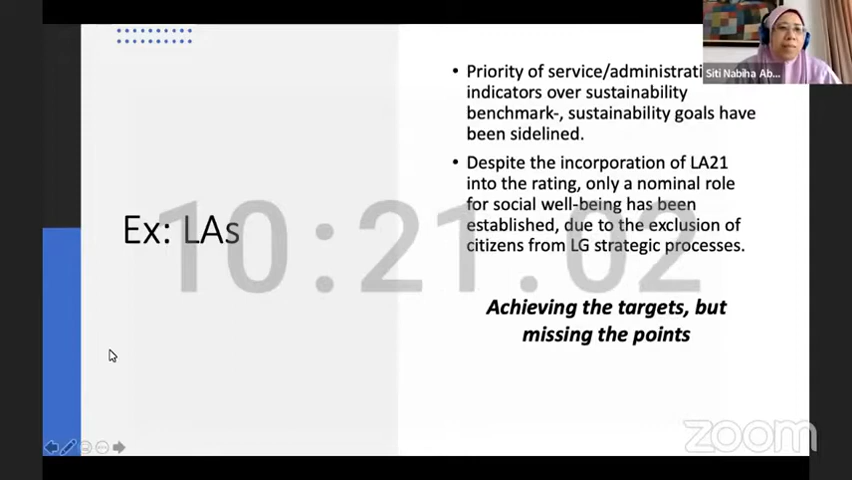 Siti Nabiha Ab...
• Priority of service/administrati
indicators over sustainability
benchmark-, sustainability goals have
been sidelined.
• Despite the incorporation of LA21
into the rating, only a nominal role
for social well-being has been
established, due to the exclusion of
citizens from LG strategic processes.
Ex: LAs
10:21.02
Achieving the targets, but
missing the points
zoom